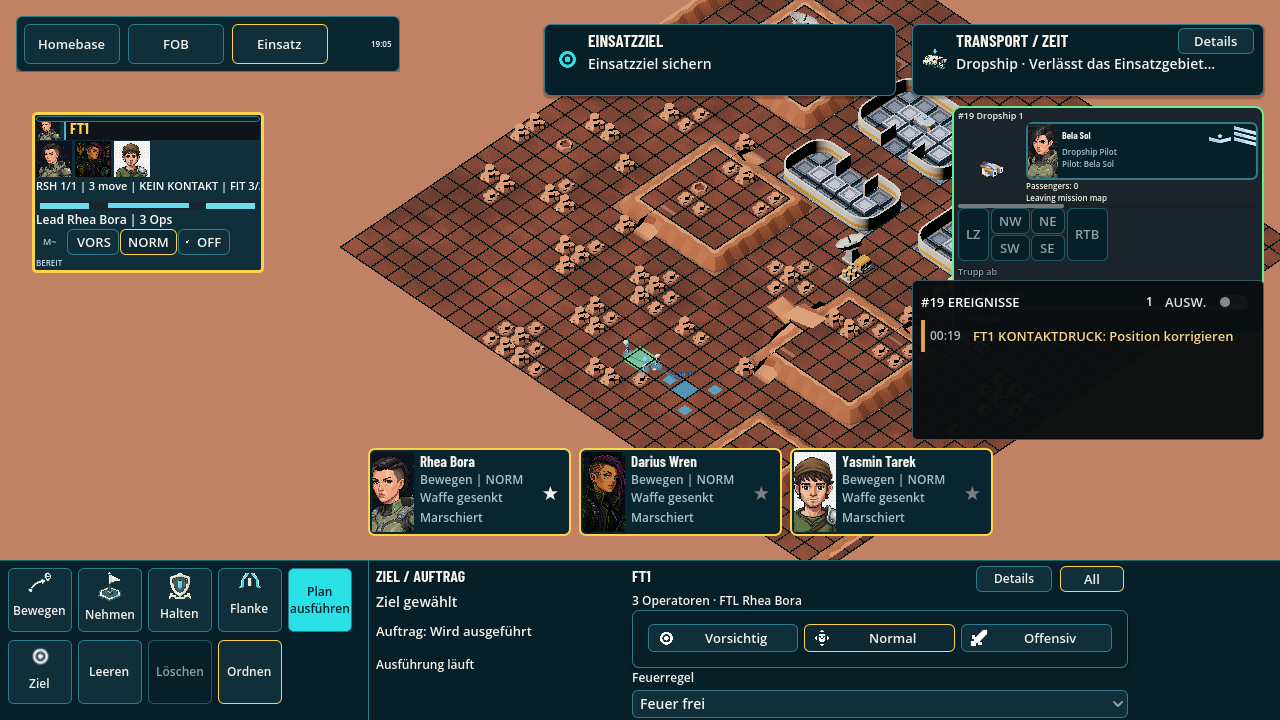 Homebase
FOB
Einsatz
19:05
EINSATZZIEL
Einsatzziel sichern
TRANSPORT / ZEIT
Details
Dropship · Verlässt das Einsatzgebiet...
FT1
RSH 1/1 | 3 move | KEIN KONTAKT | FIT 3/
Lead Rhea Bora | 3 Ops
M~
VORS
NORM
OFF
BEREIT
#19 Dropship 1
Bela Sol
Dropship Pilot
Pilot: Bela Sol
Passengers: 0
Leaving mission map
LZ
NW
NE
SW
SE
RTB
Trupp ab
#19 EREIGNISSE
1
AUSW.
00:19
FT1 KONTAKTDRUCK: Position korrigieren
Rhea Bora
Bewegen | NORM
Waffe gesenkt
Marschiert
Darius Wren
Bewegen | NORM
Waffe gesenkt
Marschiert
Yasmin Tarek
Bewegen | NORM
Waffe gesenkt
Marschiert
Bewegen
Nehmen
Halten
Flanke
Plan
ausführen
Ziel
Leeren
Löschen
Ordnen
ZIEL / AUFTRAG
Ziel gewählt
Auftrag: Wird ausgeführt
Ausführung läuft
FT1
Details
All
3 Operatoren · FTL Rhea Bora
Vorsichtig
Normal
Offensiv
Feuerregel
Feuer frei